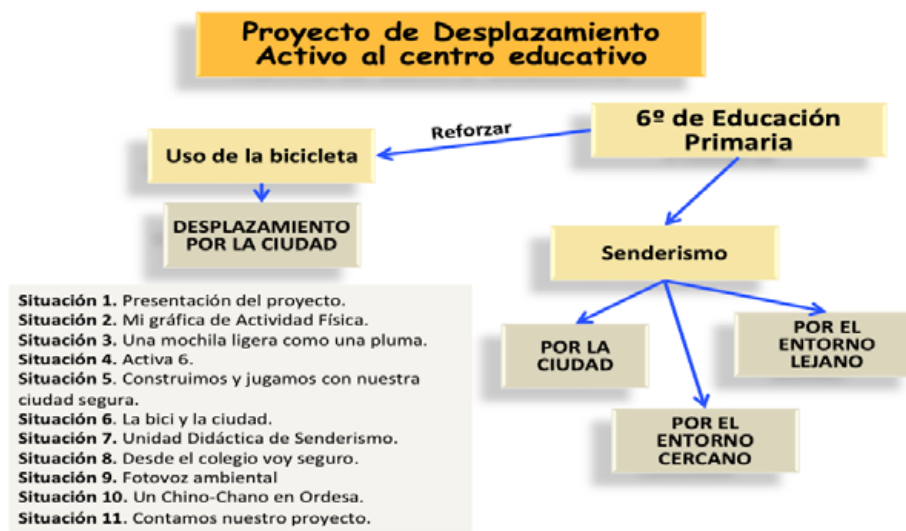 Proyecto de Desplazamiento
Activo al centro educativo
6º de Educación
Primaria
Reforzar
Uso de la bicicleta
DESPLAZAMIENTO
POR LA CIUDAD
Senderismo
POR LA
CIUDAD
POR EL
ENTORNO
LEJANO
POR EL
ENTORNO
CERCANO
Situación 1. Presentación del proyecto.
Situación 2. Mi gráfica de Actividad Física.
Situación 3. Una mochila ligera como una pluma.
Situación 4. Activa 6.
Situación 5. Construimos y jugamos con nuestra
ciudad segura.
Situación 6. La bici y la ciudad.
Situación 7. Unidad Didáctica de Senderismo.
Situación 8. Desde el colegio voy seguro.
Situación 9. Fotovoz ambiental
Situación 10. Un Chino-Chano en Ordesa.
Situación 11. Contamos nuestro proyecto.